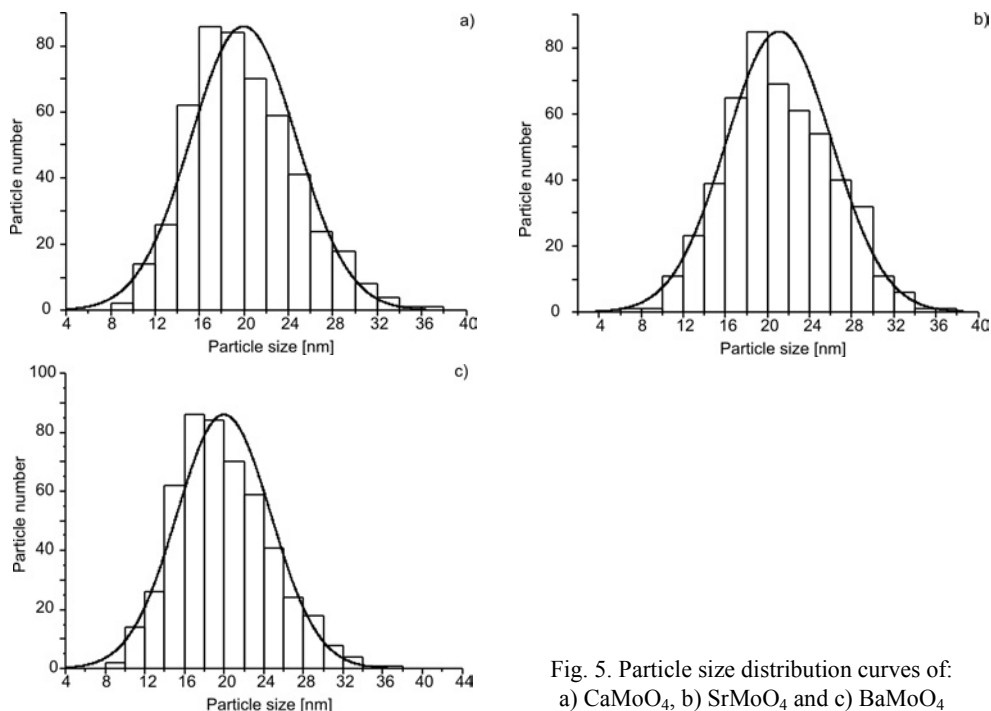 a)
80
60
40
20
0
Particle number
4 8 12 16 20 24 28 32 36 40
Particle size [nm]
b)
80
60
40
20
0
Particle number
0 4 8 12 16 20 24 28 32 36 40
Particle size [nm]
c)
100
80
60
40
20
0
Particle number
4 8 12 16 20 24 28 32 36 40 44
Particle size [nm]
Fig. 5. Particle size distribution curves of:
a) CaMoO₄, b) SrMoO₄ and c) BaMoO₄